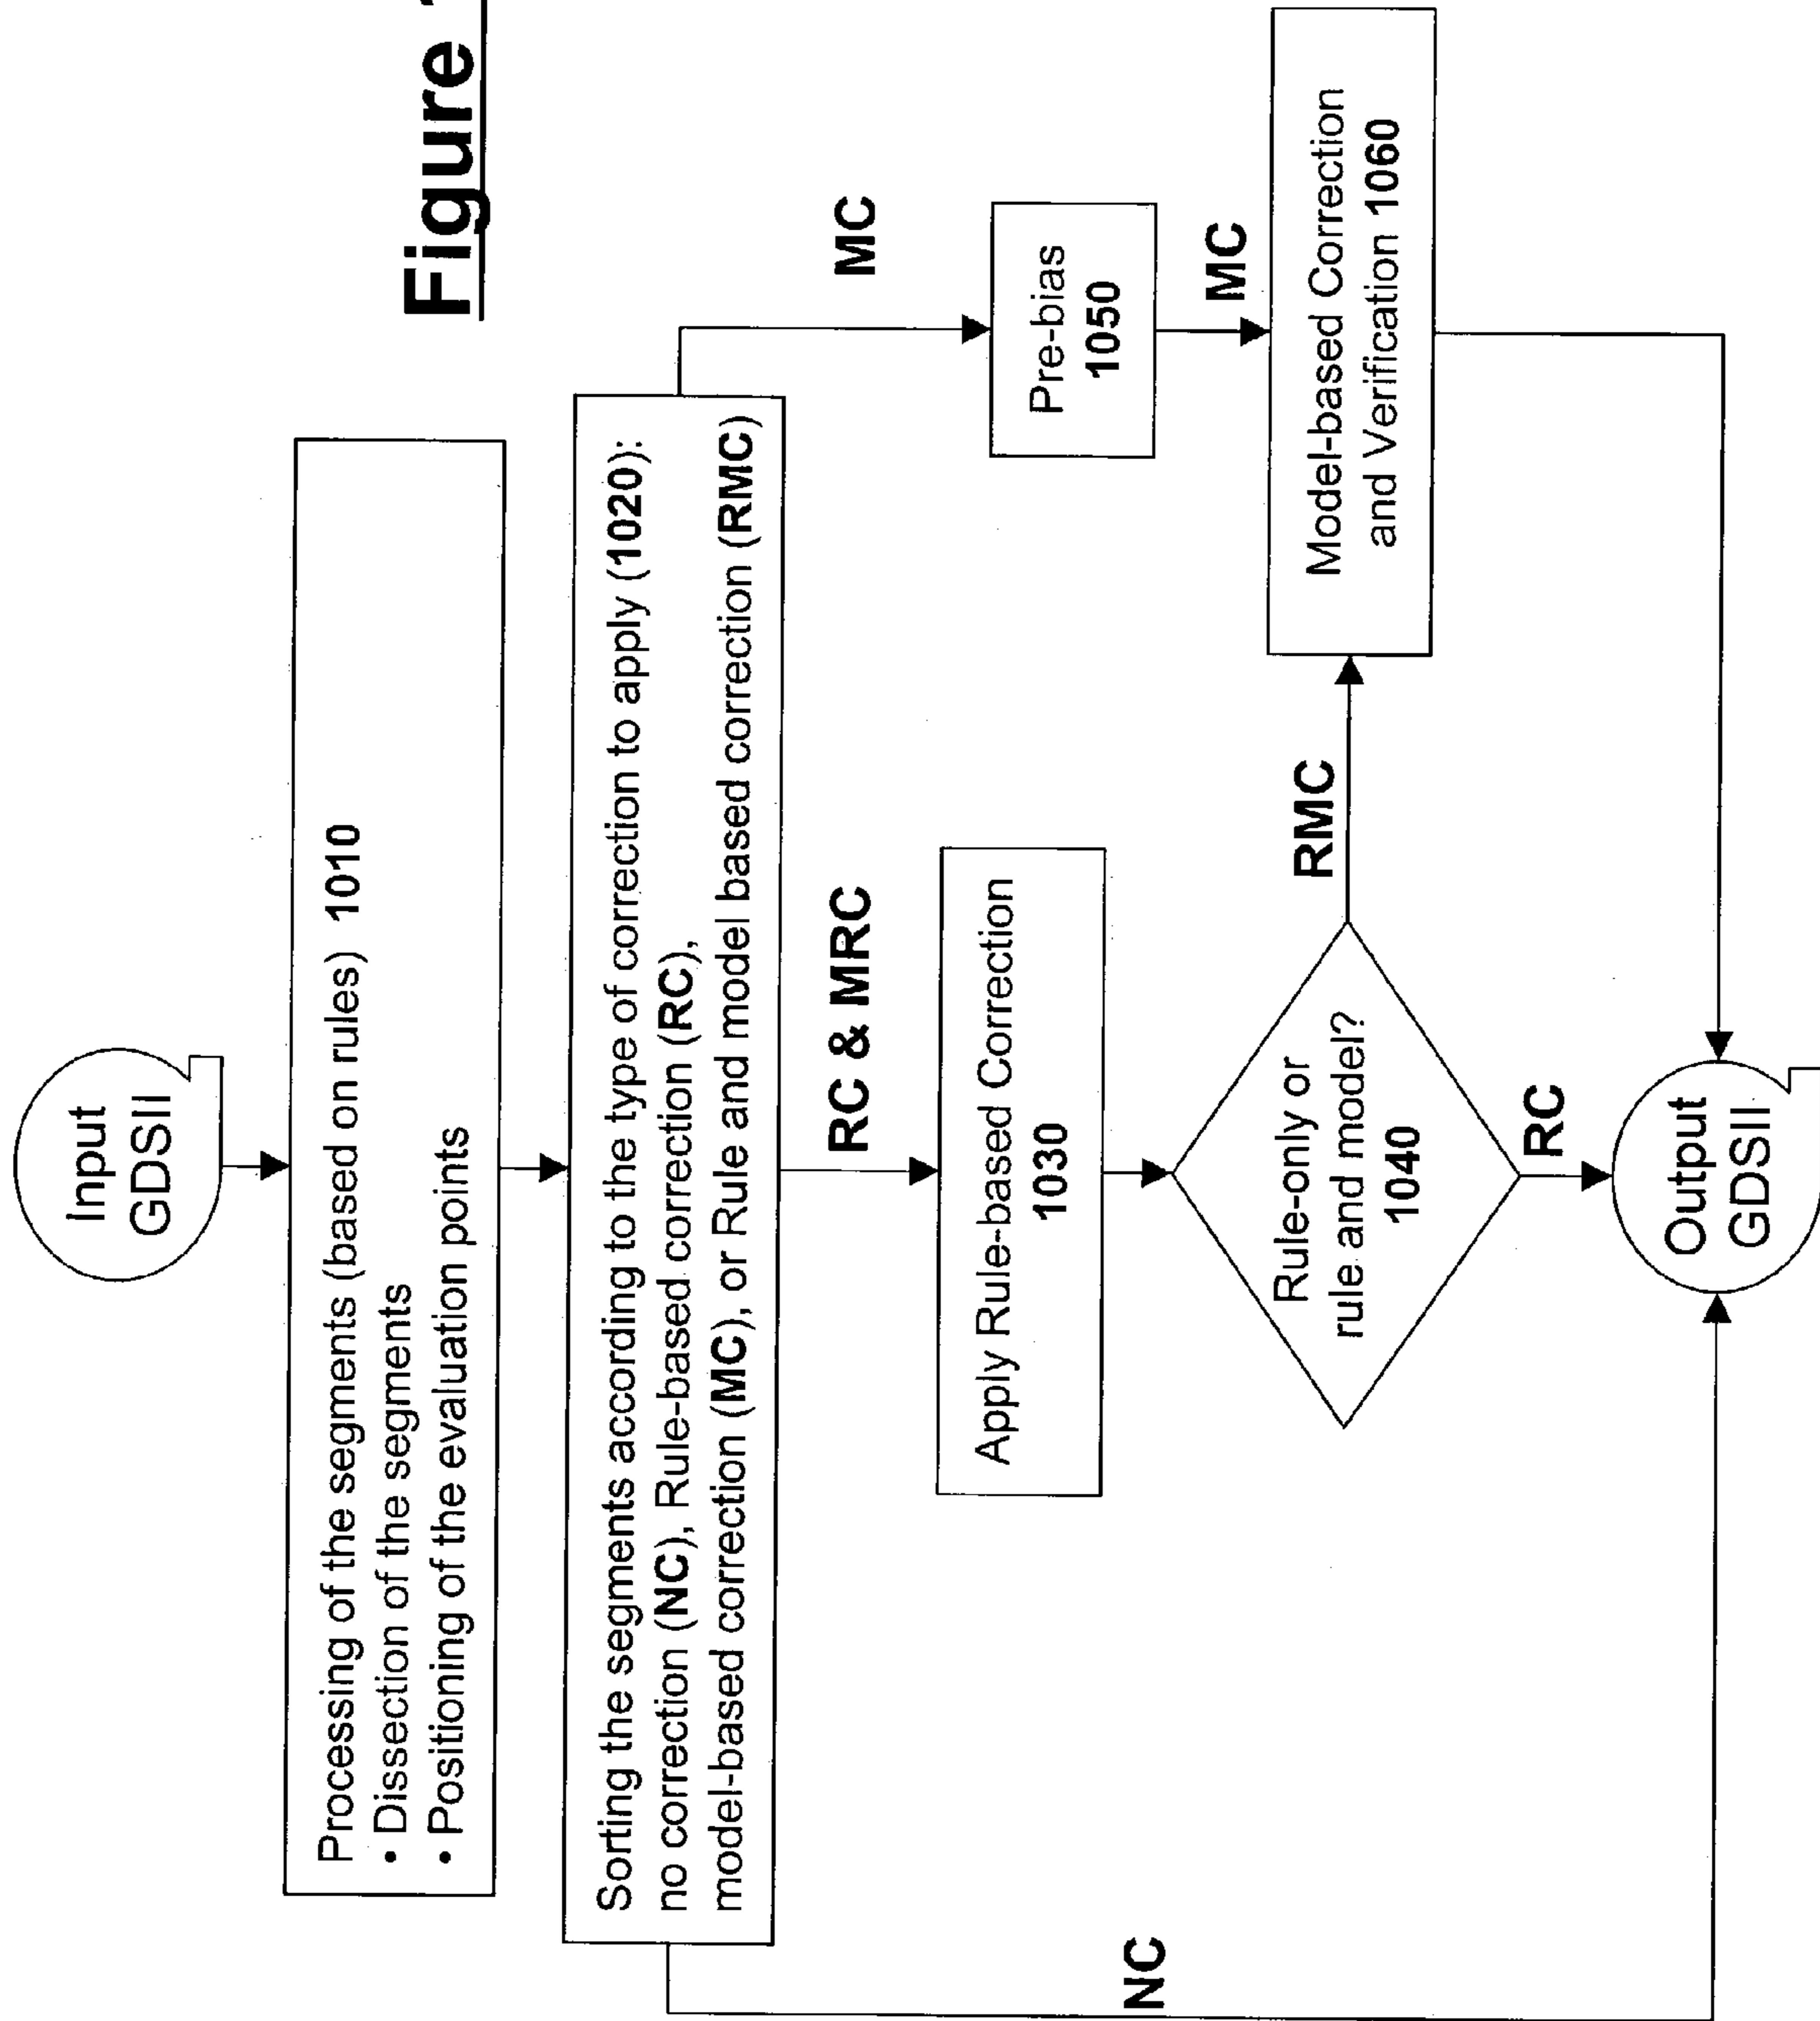 Figure
Input
GDSII
Processing of the segments (based on rules) 1010
• Dissection of the segments
• Positioning of the evaluation points
Sorting the segments according to the type of correction to apply (1020):
no correction (NC), Rule-based correction (RC),
model-based correction (MC), or Rule and model based correction (RMC)
NC
RC & MRC
MC
Apply Rule-based Correction
1030
Pre-bias
1050
MC
Rule-only or
rule and model?
1040
RMC
Model-based Correction
and Verification 1060
RC
Output
GDSII